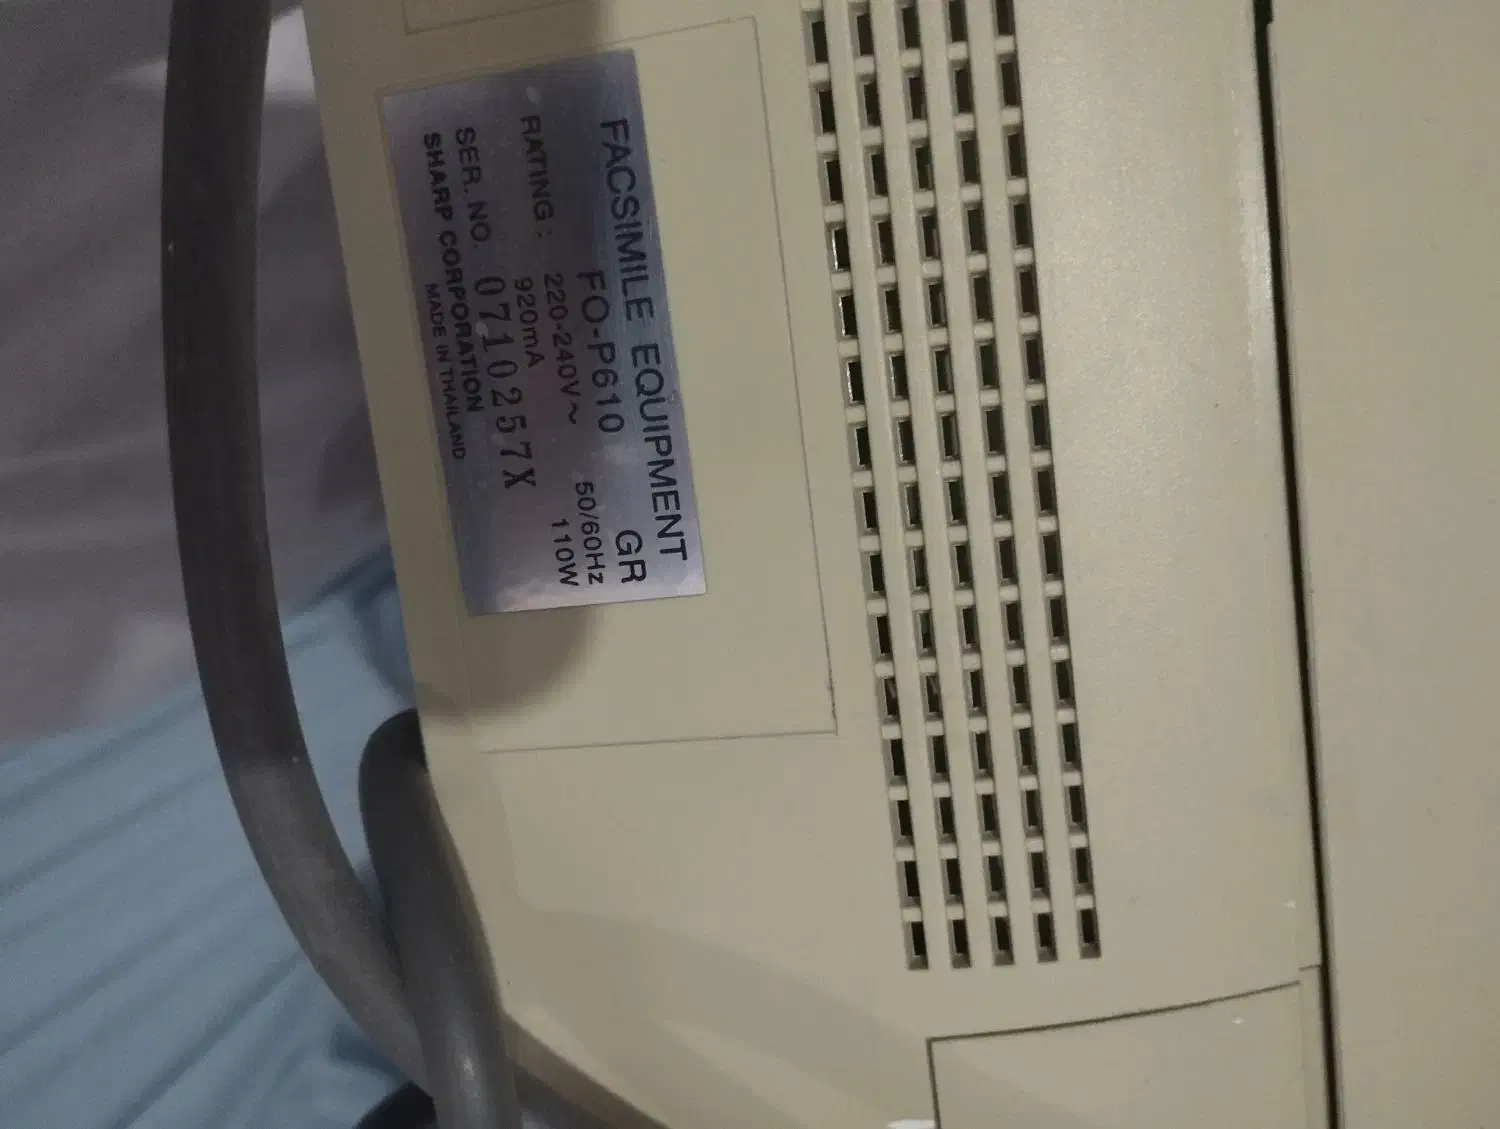 FACSIMILE EQUIPMENT
FO-P610 GR
RATING: 220-240V~ 50/60Hz
920mA 110W
SER. NO. 0710257X
SHARP CORPORATION
MADE IN THAILAND